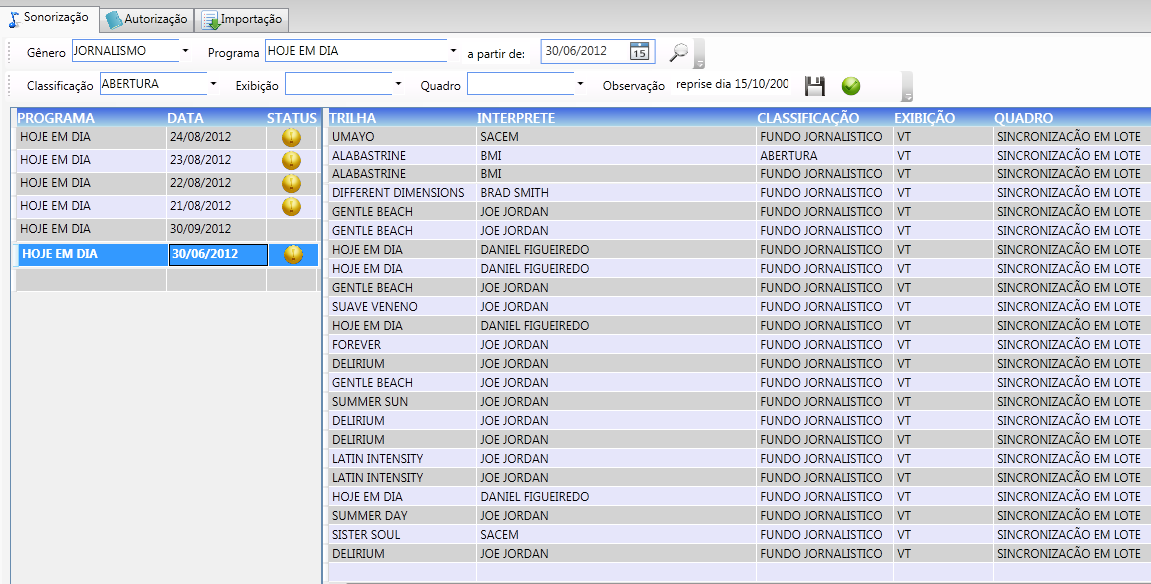 Sonorização Autorização Importação
Gênero JORNALISMO Programa HOJE EM DIA a partir de: 30/06/2012 15
Classificação ABERTURA Exibição Quadro Observação reprise dia 15/10/200
PROGRAMA DATA STATUS
HOJE EM DIA 24/08/2012
HOJE EM DIA 23/08/2012
HOJE EM DIA 22/08/2012
HOJE EM DIA 21/08/2012
HOJE EM DIA 30/09/2012
HOJE EM DIA 30/06/2012
TRILHA INTERPRETE CLASSIFICAÇÃO EXIBIÇÃO QUADRO
UMAYO SACEM FUNDO JORNALISTICO VT SINCRONIZACÃO EM LOTE
ALABASTRINE BMI ABERTURA VT SINCRONIZACÃO EM LOTE
ALABASTRINE BMI FUNDO JORNALISTICO VT SINCRONIZACÃO EM LOTE
DIFFERENT DIMENSIONS BRAD SMITH FUNDO JORNALISTICO VT SINCRONIZACÃO EM LOTE
GENTLE BEACH JOE JORDAN FUNDO JORNALISTICO VT SINCRONIZACÃO EM LOTE
GENTLE BEACH JOE JORDAN FUNDO JORNALISTICO VT SINCRONIZACÃO EM LOTE
HOJE EM DIA DANIEL FIGUEIREDO FUNDO JORNALISTICO VT SINCRONIZACÃO EM LOTE
HOJE EM DIA DANIEL FIGUEIREDO FUNDO JORNALISTICO VT SINCRONIZACÃO EM LOTE
GENTLE BEACH JOE JORDAN FUNDO JORNALISTICO VT SINCRONIZACÃO EM LOTE
SUAVE VENENO JOE JORDAN FUNDO JORNALISTICO VT SINCRONIZACÃO EM LOTE
HOJE EM DIA DANIEL FIGUEIREDO FUNDO JORNALISTICO VT SINCRONIZACÃO EM LOTE
FOREVER JOE JORDAN FUNDO JORNALISTICO VT SINCRONIZACÃO EM LOTE
DELIRIUM JOE JORDAN FUNDO JORNALISTICO VT SINCRONIZACÃO EM LOTE
GENTLE BEACH JOE JORDAN FUNDO JORNALISTICO VT SINCRONIZACÃO EM LOTE
SUMMER SUN JOE JORDAN FUNDO JORNALISTICO VT SINCRONIZACÃO EM LOTE
DELIRIUM JOE JORDAN FUNDO JORNALISTICO VT SINCRONIZACÃO EM LOTE
DELIRIUM JOE JORDAN FUNDO JORNALISTICO VT SINCRONIZACÃO EM LOTE
LATIN INTENSITY JOE JORDAN FUNDO JORNALISTICO VT SINCRONIZACÃO EM LOTE
LATIN INTENSITY JOE JORDAN FUNDO JORNALISTICO VT SINCRONIZACÃO EM LOTE
HOJE EM DIA DANIEL FIGUEIREDO FUNDO JORNALISTICO VT SINCRONIZACÃO EM LOTE
SUMMER DAY JOE JORDAN FUNDO JORNALISTICO VT SINCRONIZACÃO EM LOTE
SISTER SOUL SACEM FUNDO JORNALISTICO VT SINCRONIZACÃO EM LOTE
DELIRIUM JOE JORDAN FUNDO JORNALISTICO VT SINCRONIZACÃO EM LOTE